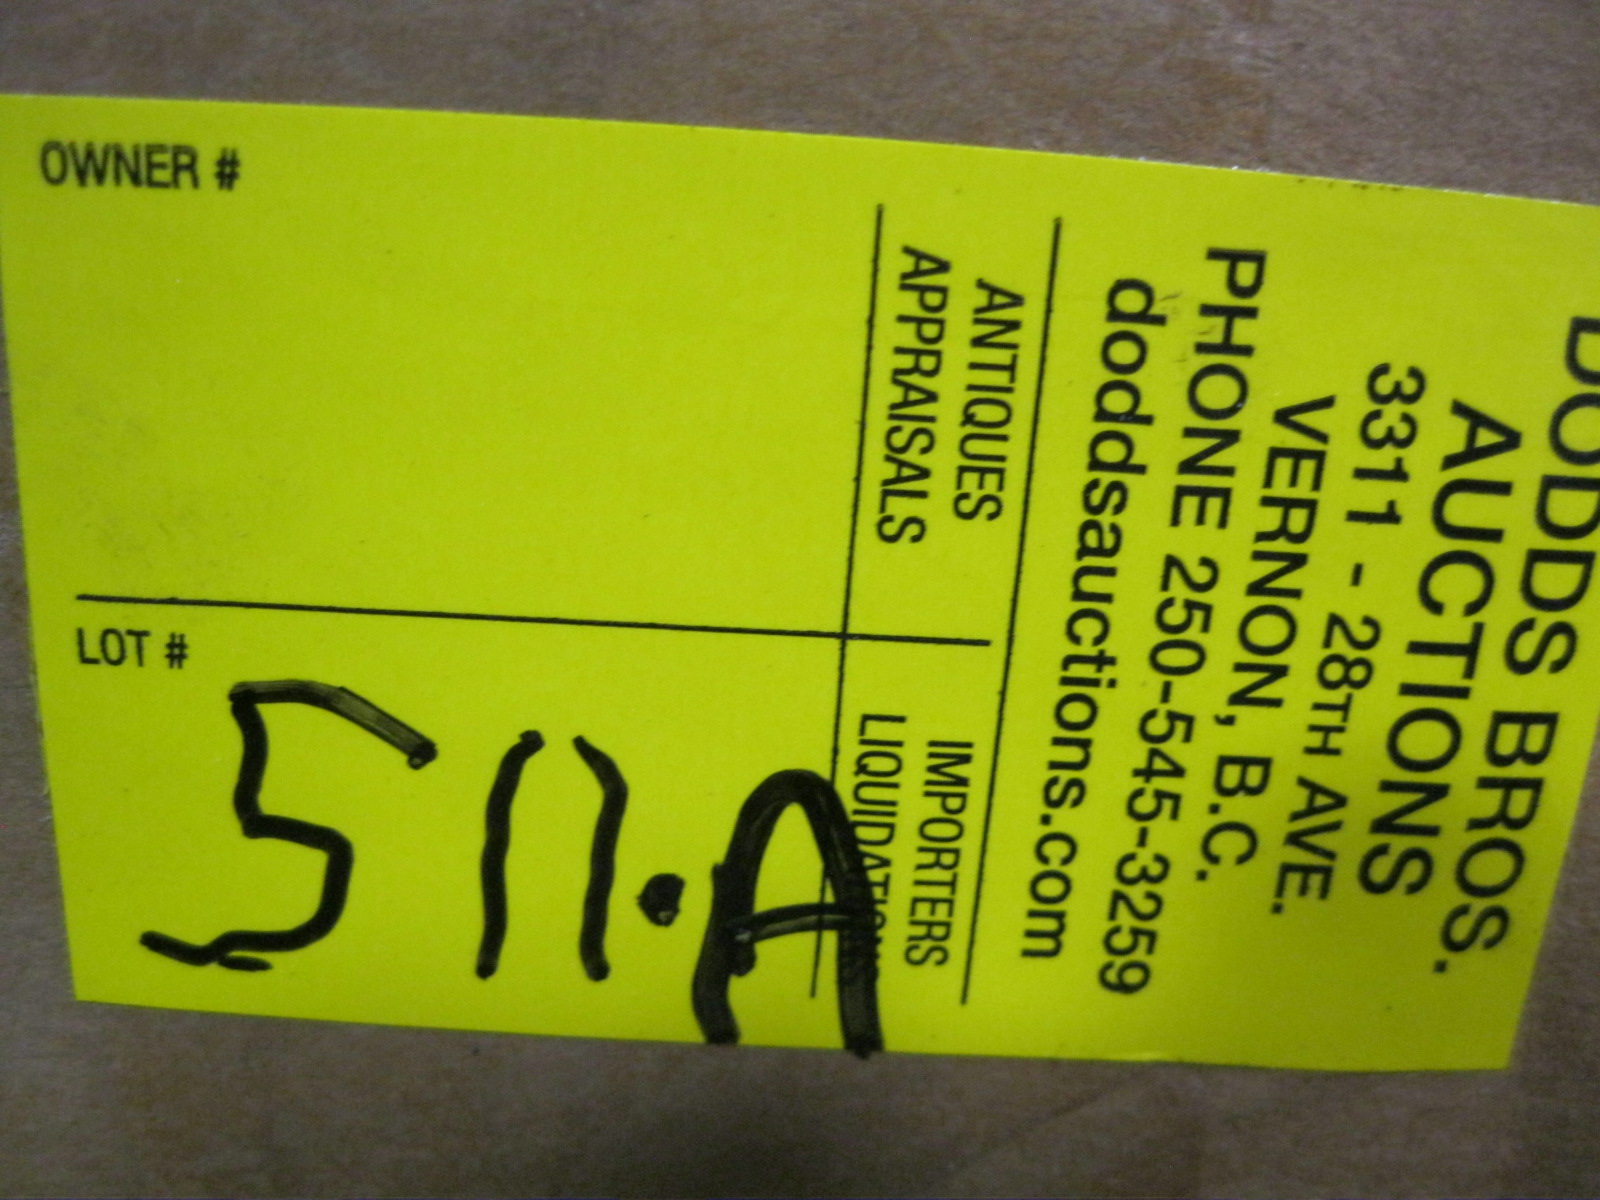 DODDS BROS.
AUCTIONS
3311 - 28TH AVE.
VERNON, B.C.
PHONE 250-545-3259
doddsauctions.com
ANTIQUES
APPRAISALS
IMPORTERS
LIQUIDATIONS
OWNER #
LOT #
511.A